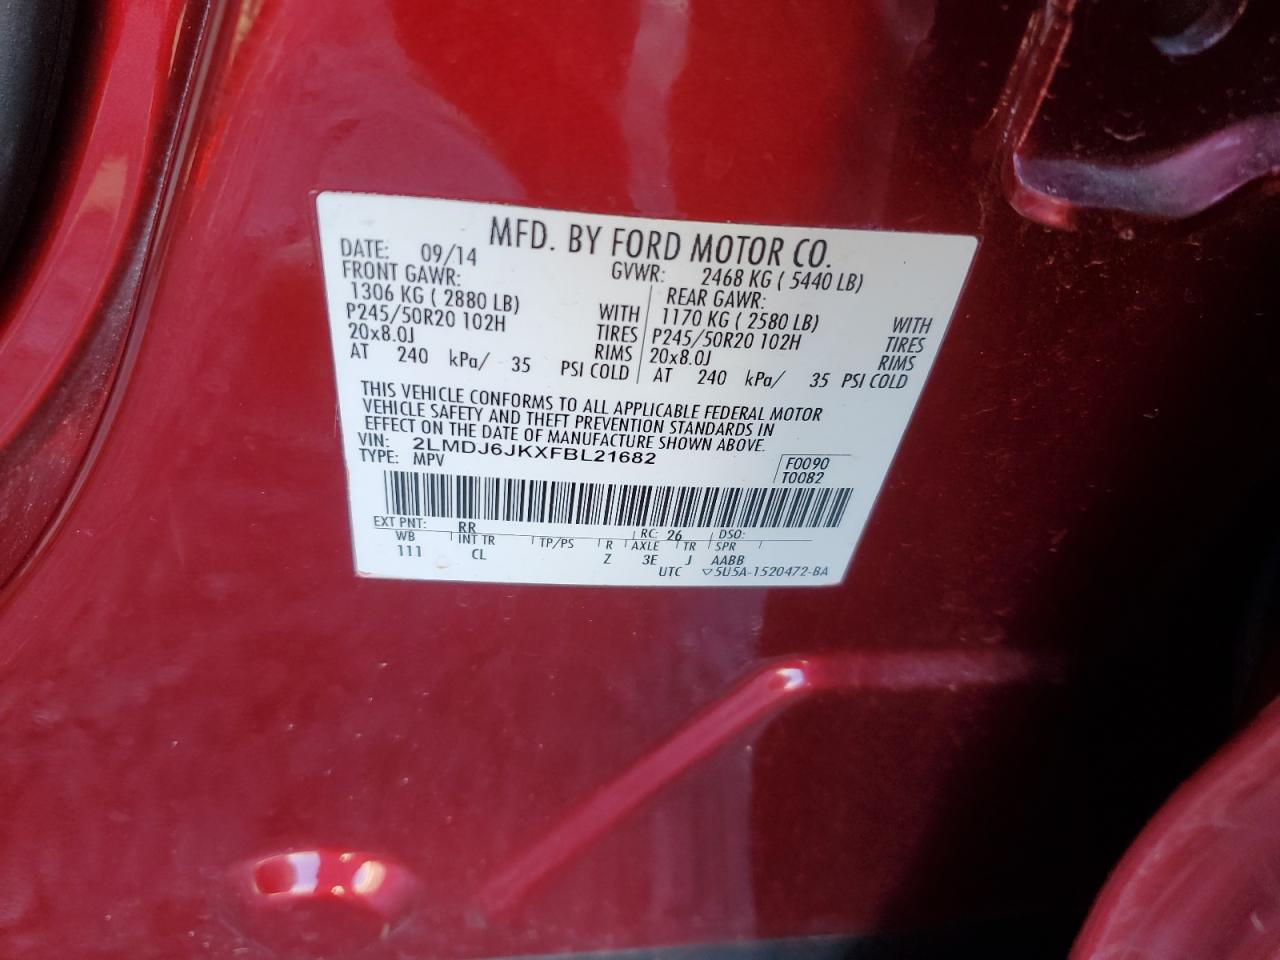 MFD. BY FORD MOTOR CO.
DATE: 09/14 GVWR: 2468 KG ( 5440 LB)
FRONT GAWR: REAR GAWR:
1306 KG ( 2880 LB) WITH 1170 KG ( 2580 LB) WITH
P245/50R20 102H TIRES P245/50R20 102H TIRES
20x8.0J RIMS 20x8.0J RIMS
AT 240 kPa/ 35 PSI COLD AT 240 kPa/ 35 PSI COLD
THIS VEHICLE CONFORMS TO ALL APPLICABLE FEDERAL MOTOR
VEHICLE SAFETY AND THEFT PREVENTION STANDARDS IN
EFFECT ON THE DATE OF MANUFACTURE SHOWN ABOVE.
VIN: 2LMDJ6JKXFBL21682
TYPE: MPV F0090
T0082
EXT PNT: RR RC: 26 DSO:
WB INT TR TP/PS R AXLE TR SPR
111 CL Z 3E J AABB
UTC ▽5U5A-1520472-BA